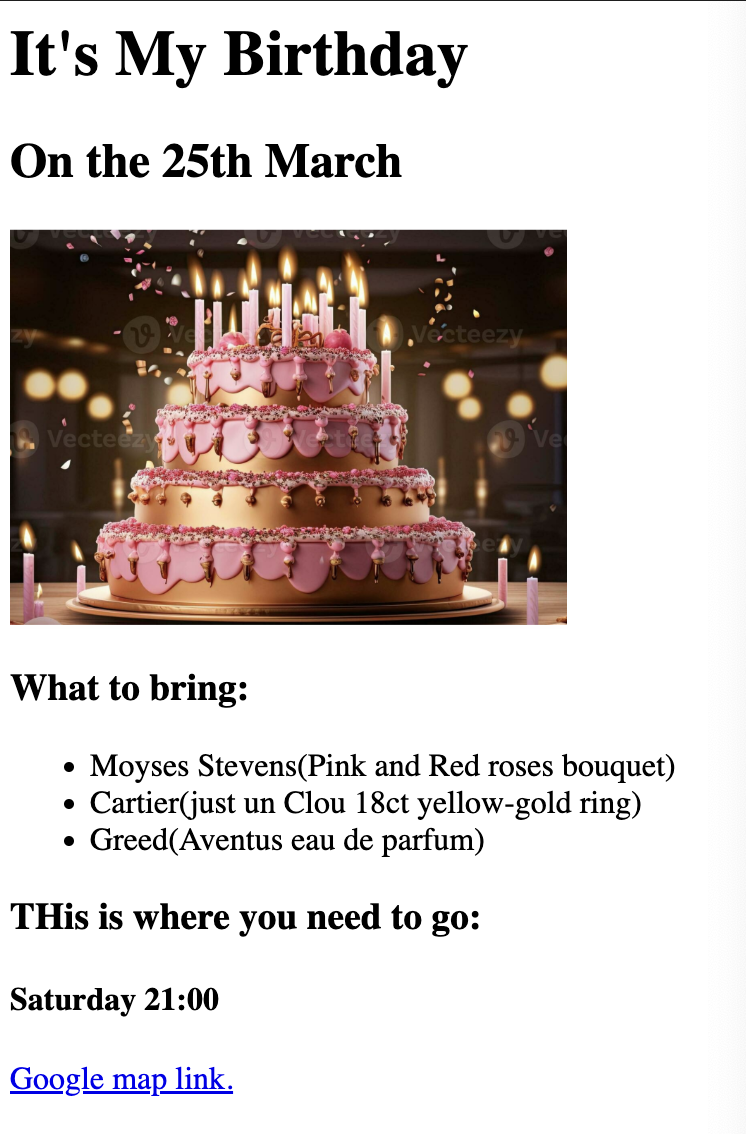 It's My Birthday
On the 25th March
Vecteezy
Vecteezy
What to bring:
Moyses Stevens(Pink and Red roses bouquet)
Cartier(just un Clou 18ct yellow-gold ring)
Greed(Aventus eau de parfum)
THis is where you need to go:
Saturday 21:00
Google map link.